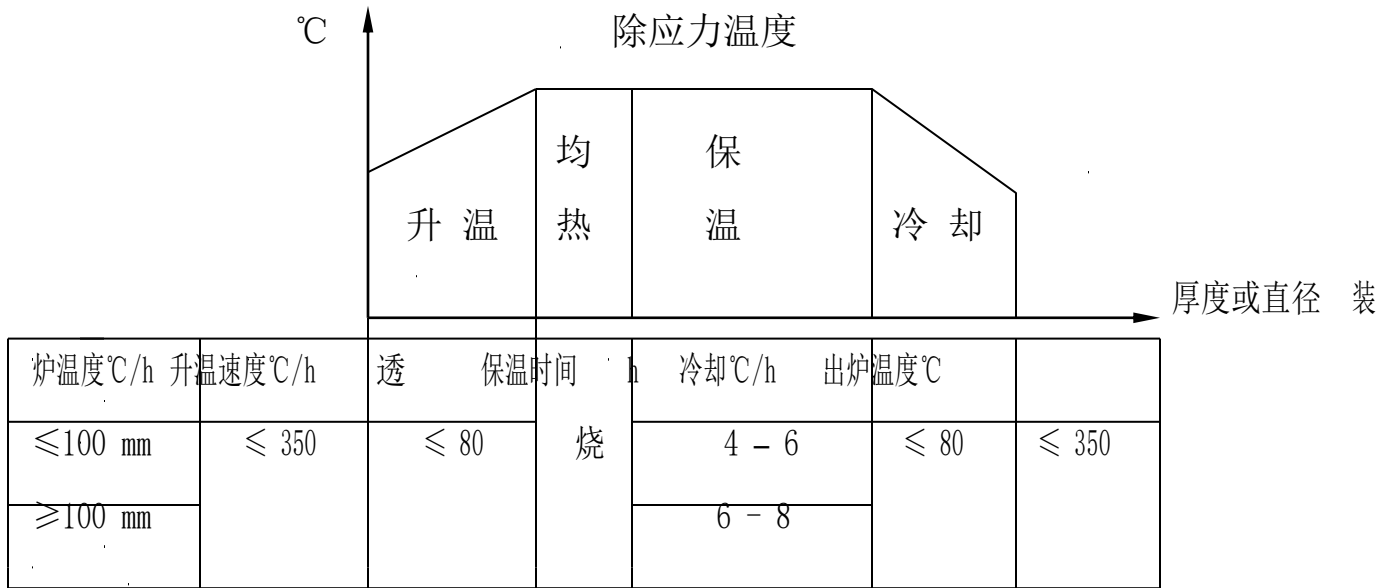 ℃ 除应力温度
均 保
升 温 热 温 冷 却
厚度或直径 装
炉温度℃/h 升温速度℃/h 透 保温时间 h 冷却℃/h 出炉温度℃
≤100 mm ≤ 350 ≤ 80 烧 4 – 6 ≤ 80 ≤ 350
≥100 mm 6 - 8